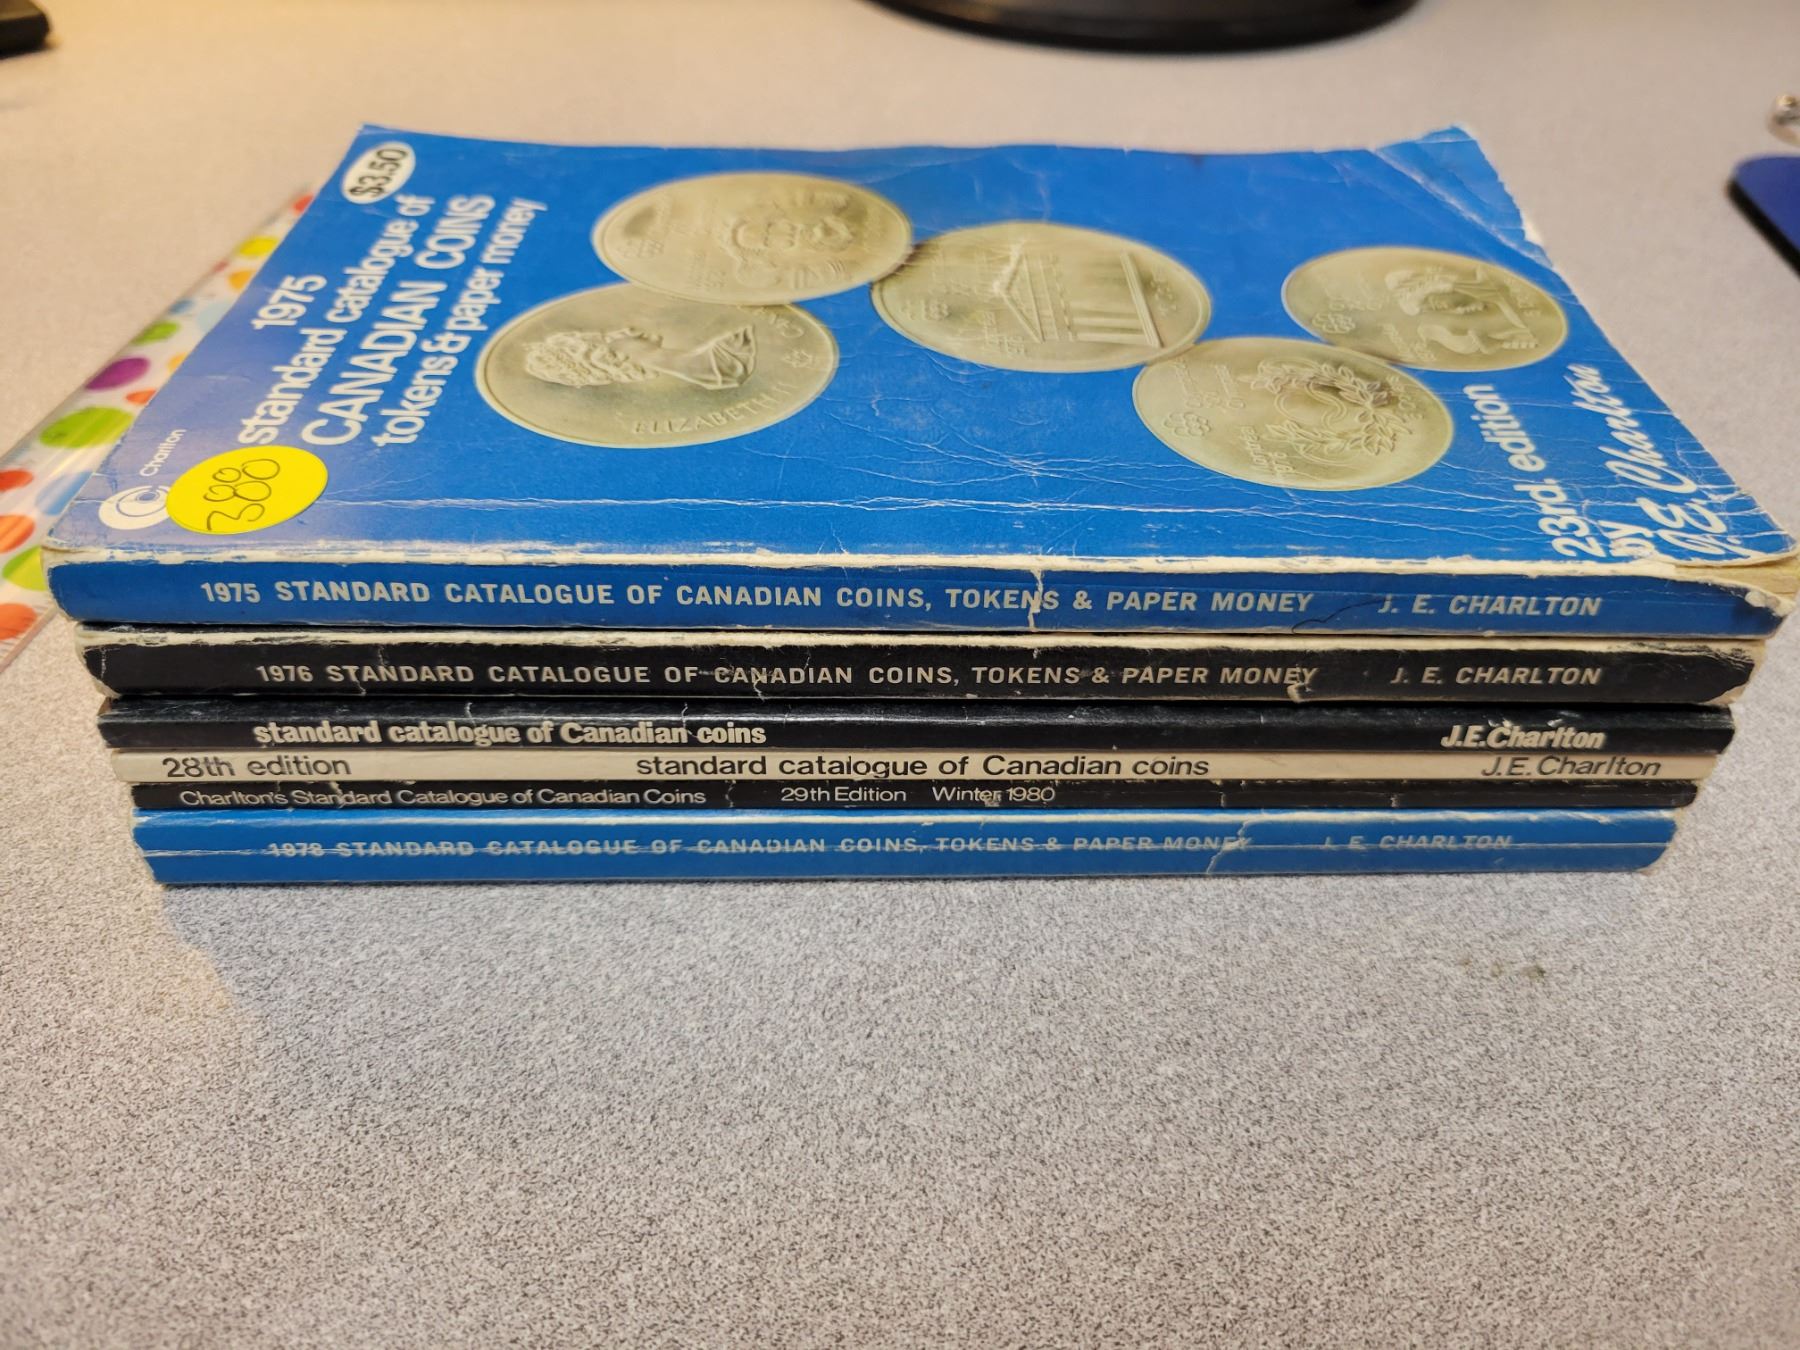 $3.50
1975
standard catalogue of
CANADIAN COINS
tokens & paper money
Charlton
ELIZABETH II
23rd. edition
by
J.E. Charlton
1975 STANDARD CATALOGUE OF CANADIAN COINS, TOKENS & PAPER MONEY J. E. CHARLTON
1976 STANDARD CATALOGUE OF CANADIAN COINS, TOKENS & PAPER MONEY J. E. CHARLTON
standard catalogue of Canadian coins J.E.Charlton
28th edition standard catalogue of Canadian coins J.E.Charlton
Charlton's Standard Catalogue of Canadian Coins 29th Edition Winter 1980
1978 STANDARD CATALOGUE OF CANADIAN COINS, TOKENS & PAPER MONEY J. E. CHARLTON